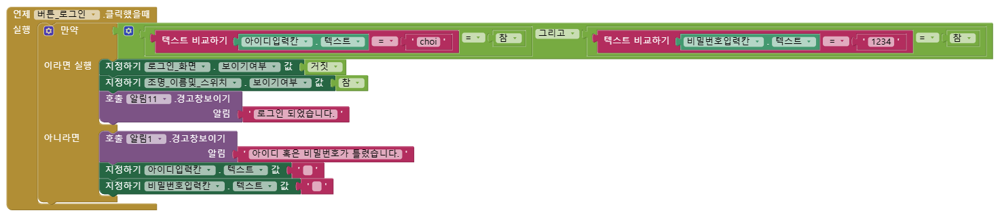 언제 버튼_로그인 .클릭했을때
실행 만약 텍스트 비교하기 아이디입력칸 . 텍스트 = ' choi ' = 참 그리고 텍스트 비교하기 비밀번호입력칸 . 텍스트 = ' 1234 ' = 참
이라면 실행 지정하기 로그인_화면 . 보이기여부 값 거짓
지정하기 조명_이름및_스위치 . 보이기여부 값 참
호출 알림11 .경고창보이기
알림 ' 로그인 되었습니다. '
아니라면 호출 알림1 .경고창보이기
알림 ' 아이디 혹은 비밀번호가 틀렸습니다. '
지정하기 아이디입력칸 . 텍스트 값 ' '
지정하기 비밀번호입력칸 . 텍스트 값 ' '